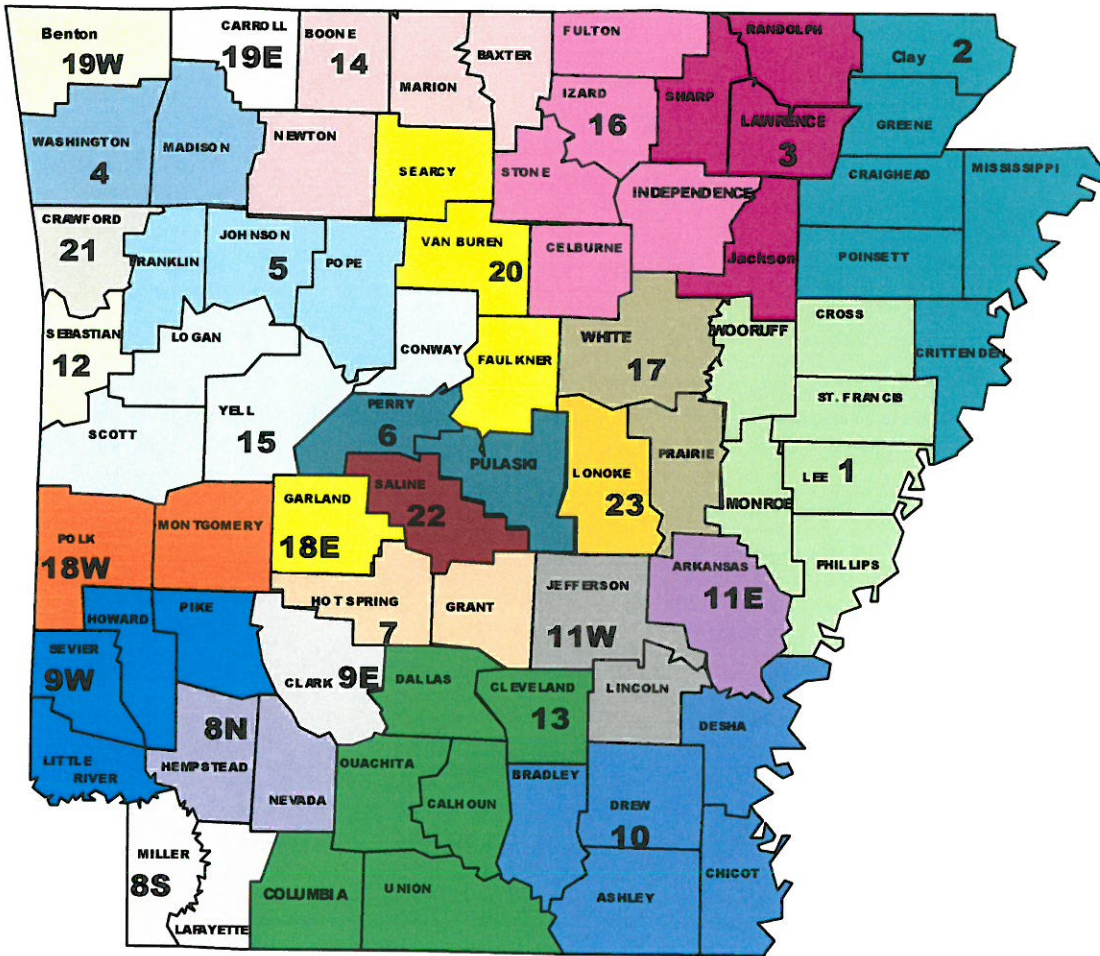 Benton
19W
CARROLL
19E
BOONE
14
MARION
BAXTER
FULTON
IZARD
16
SHARP
RANDOLPH
LAWRENCE
3
Clay 2
GREENE
WASHINGTON
4
MADISON
NEWTON
SEARCY
STONE
INDEPENDENCE
CRAIGHEAD
MISSISSIPPI
CRAWFORD
21
FRANKLIN
JOHNSON
5
POPE
VAN BUREN
20
CELBURNE
Jackson
POINSETT
SEBASTIAN
12
LOGAN
CONWAY
FAULKNER
WHITE
17
WOORUFF
CROSS
CRITTENDEN
SCOTT
YELL
15
PERRY
6
PULASKI
LONOKE
23
PRAIRIE
ST. FRANCIS
LEE 1
MONROE
PHILLIPS
POLK
18W
MONTGOMERY
GARLAND
18E
SALINE
22
HOT SPRING
7
GRANT
JEFFERSON
11W
ARKANSAS
11E
HOWARD
PIKE
SEVIER
9W
CLARK 9E
DALLAS
CLEVELAND
13
LINCOLN
DESHA
LITTLE
RIVER
8N
HEMPSTEAD
NEVADA
OUACHITA
CALHOUN
BRADLEY
DREW
10
CHICOT
MILLER
8S
LAFAYETTE
COLUMBIA
UNION
ASHLEY